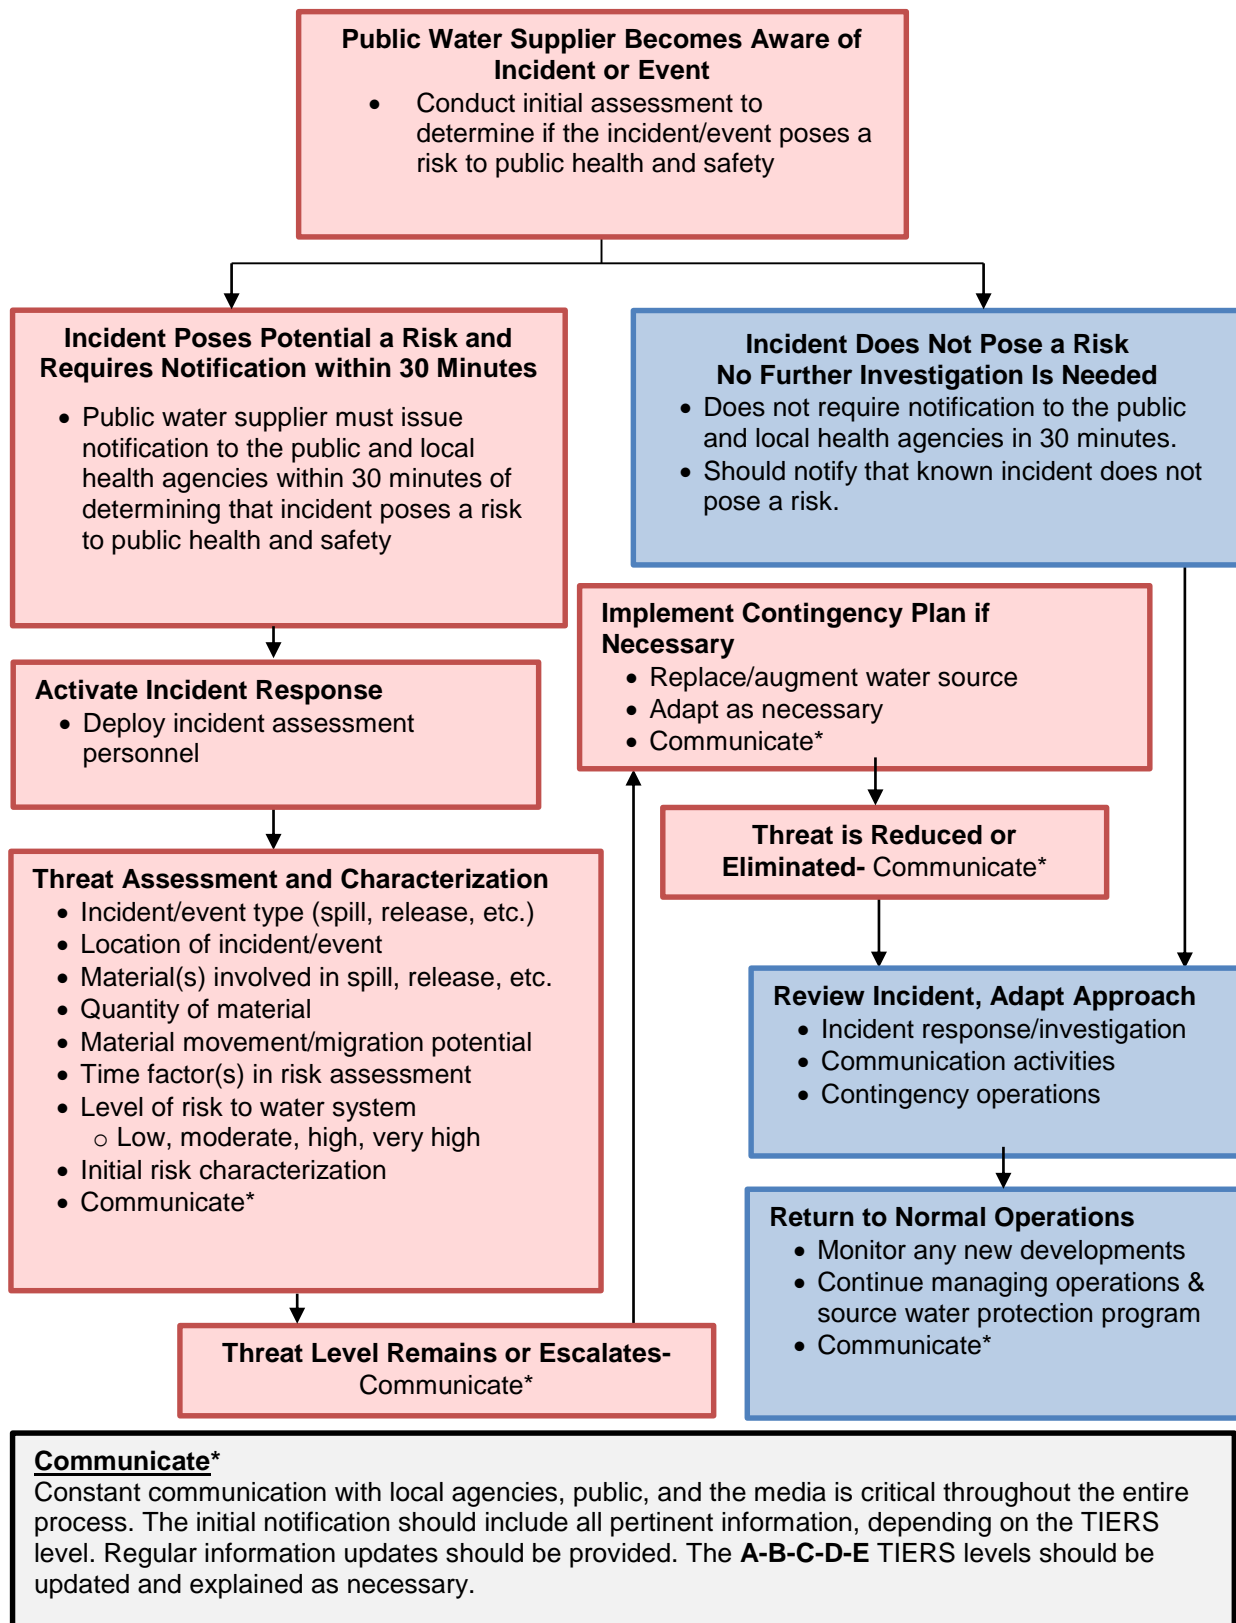 Public Water Supplier Becomes Aware of
Incident or Event
• Conduct initial assessment to
determine if the incident/event poses a
risk to public health and safety
Incident Poses Potential a Risk and
Requires Notification within 30 Minutes
• Public water supplier must issue
notification to the public and local
health agencies within 30 minutes of
determining that incident poses a risk
to public health and safety
Incident Does Not Pose a Risk
No Further Investigation Is Needed
• Does not require notification to the public
and local health agencies in 30 minutes.
• Should notify that known incident does not
pose a risk.
Activate Incident Response
• Deploy incident assessment
personnel
Implement Contingency Plan if
Necessary
• Replace/augment water source
• Adapt as necessary
• Communicate*
Threat Assessment and Characterization
• Incident/event type (spill, release, etc.)
• Location of incident/event
• Material(s) involved in spill, release, etc.
• Quantity of material
• Material movement/migration potential
• Time factor(s) in risk assessment
• Level of risk to water system
o Low, moderate, high, very high
• Initial risk characterization
• Communicate*
Threat is Reduced or
Eliminated- Communicate*
Review Incident, Adapt Approach
• Incident response/investigation
• Communication activities
• Contingency operations
Return to Normal Operations
• Monitor any new developments
• Continue managing operations &
source water protection program
• Communicate*
Threat Level Remains or Escalates-
Communicate*
Communicate*
Constant communication with local agencies, public, and the media is critical throughout the entire
process. The initial notification should include all pertinent information, depending on the TIERS
level. Regular information updates should be provided. The A-B-C-D-E TIERS levels should be
updated and explained as necessary.